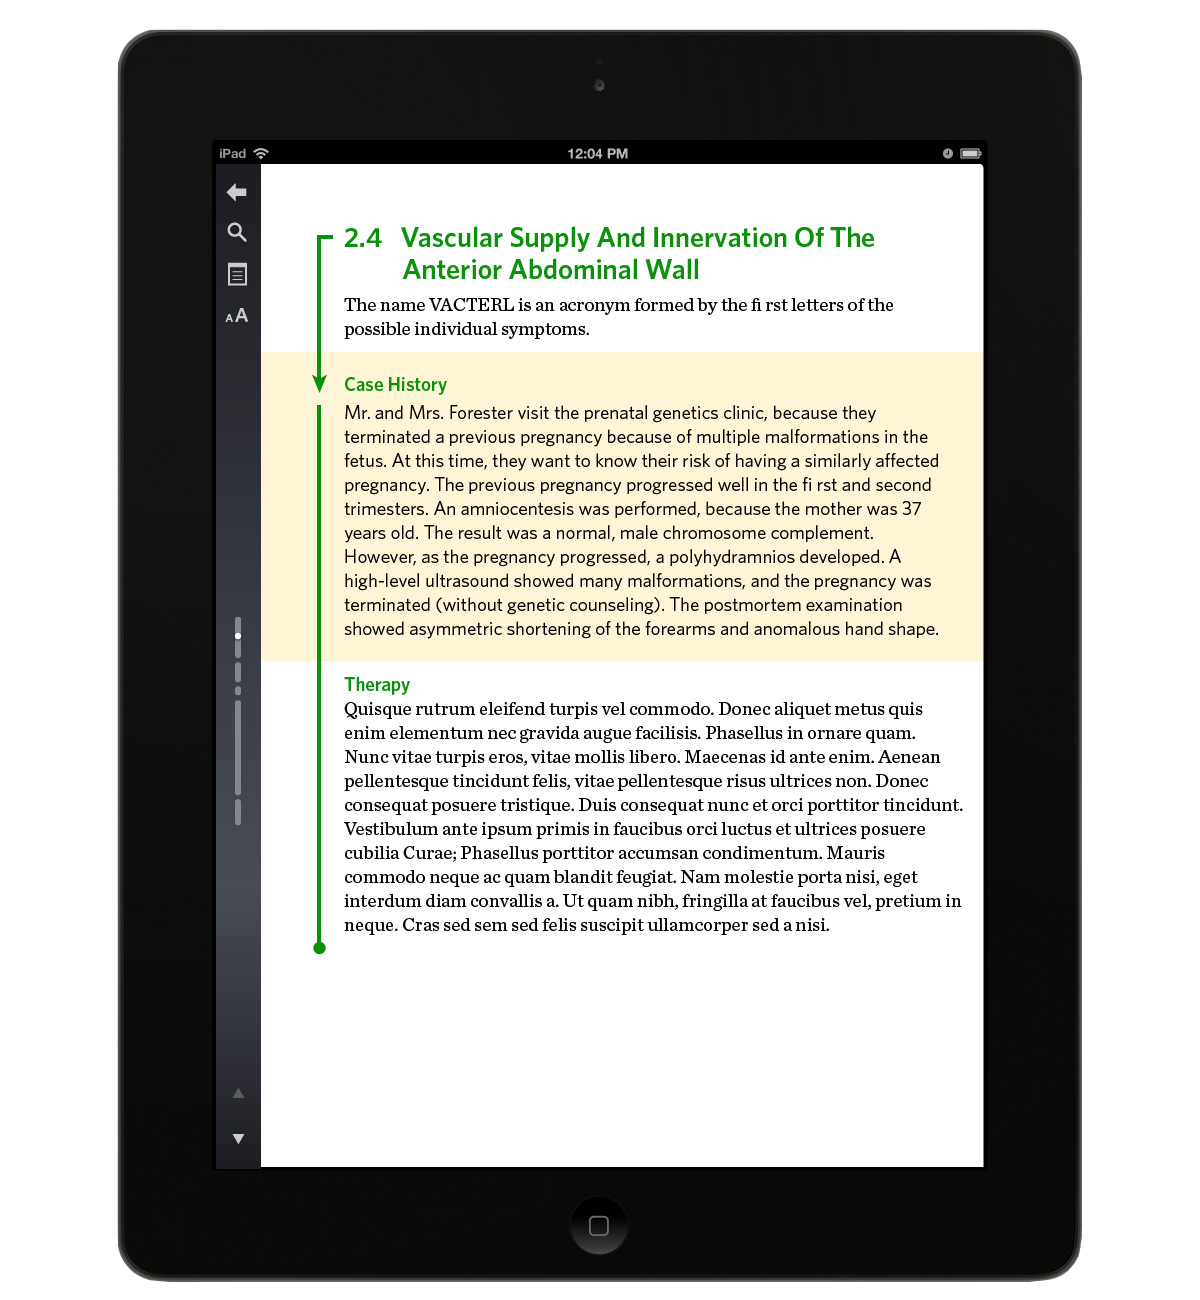 iPad 12:04 PM
AA
2.4 Vascular Supply And Innervation Of The
Anterior Abdominal Wall
The name VACTERL is an acronym formed by the fi rst letters of the
possible individual symptoms.
Case History
Mr. and Mrs. Forester visit the prenatal genetics clinic, because they
terminated a previous pregnancy because of multiple malformations in the
fetus. At this time, they want to know their risk of having a similarly affected
pregnancy. The previous pregnancy progressed well in the fi rst and second
trimesters. An amniocentesis was performed, because the mother was 37
years old. The result was a normal, male chromosome complement.
However, as the pregnancy progressed, a polyhydramnios developed. A
high-level ultrasound showed many malformations, and the pregnancy was
terminated (without genetic counseling). The postmortem examination
showed asymmetric shortening of the forearms and anomalous hand shape.
Therapy
Quisque rutrum eleifend turpis vel commodo. Donec aliquet metus quis
enim elementum nec gravida augue facilisis. Phasellus in ornare quam.
Nunc vitae turpis eros, vitae mollis libero. Maecenas id ante enim. Aenean
pellentesque tincidunt felis, vitae pellentesque risus ultrices non. Donec
consequat posuere tristique. Duis consequat nunc et orci porttitor tincidunt.
Vestibulum ante ipsum primis in faucibus orci luctus et ultrices posuere
cubilia Curae; Phasellus porttitor accumsan condimentum. Mauris
commodo neque ac quam blandit feugiat. Nam molestie porta nisi, eget
interdum diam convallis a. Ut quam nibh, fringilla at faucibus vel, pretium in
neque. Cras sed sem sed felis suscipit ullamcorper sed a nisi.